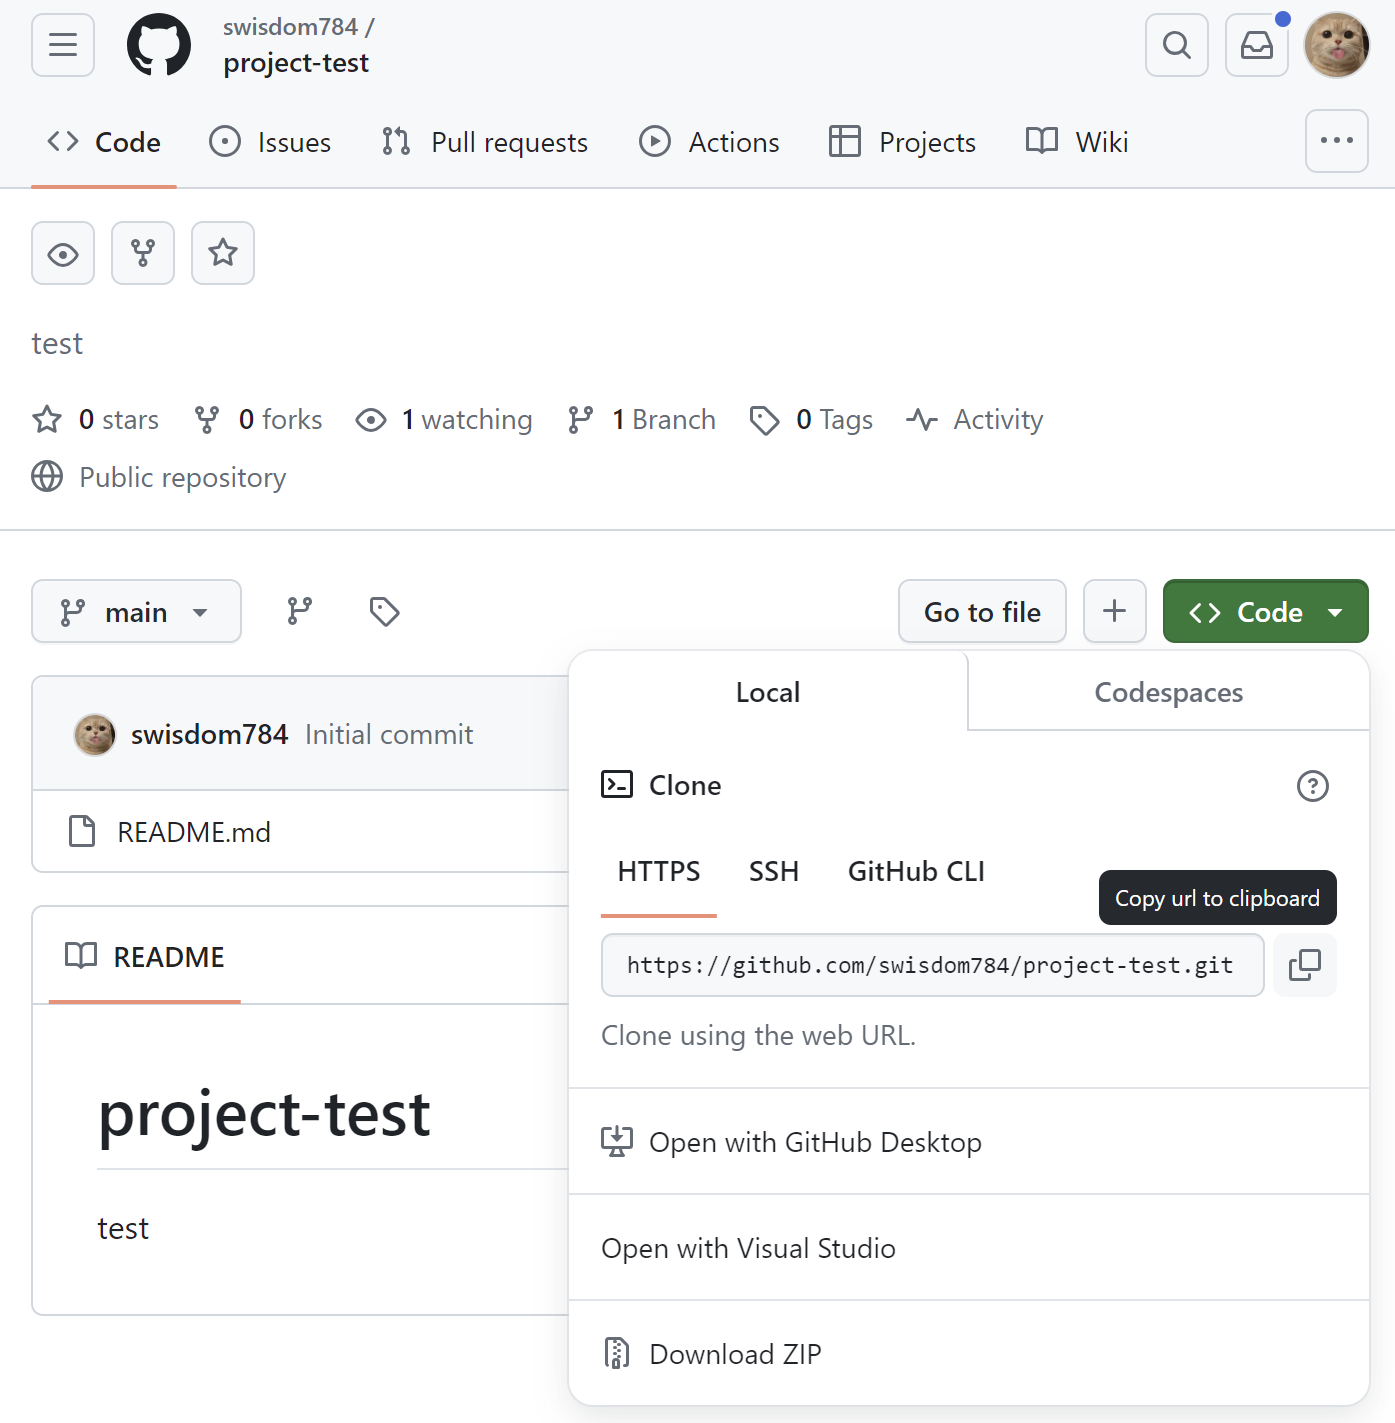 swisdom784 /
project-test
Code Issues Pull requests Actions Projects Wiki
test
0 stars 0 forks 1 watching 1 Branch 0 Tags Activity
Public repository
main Go to file Code
Local Codespaces
swisdom784 Initial commit
Clone
README.md
HTTPS SSH GitHub CLI
Copy url to clipboard
README
https://github.com/swisdom784/project-test.git
Clone using the web URL.
project-test
Open with GitHub Desktop
test
Open with Visual Studio
Download ZIP